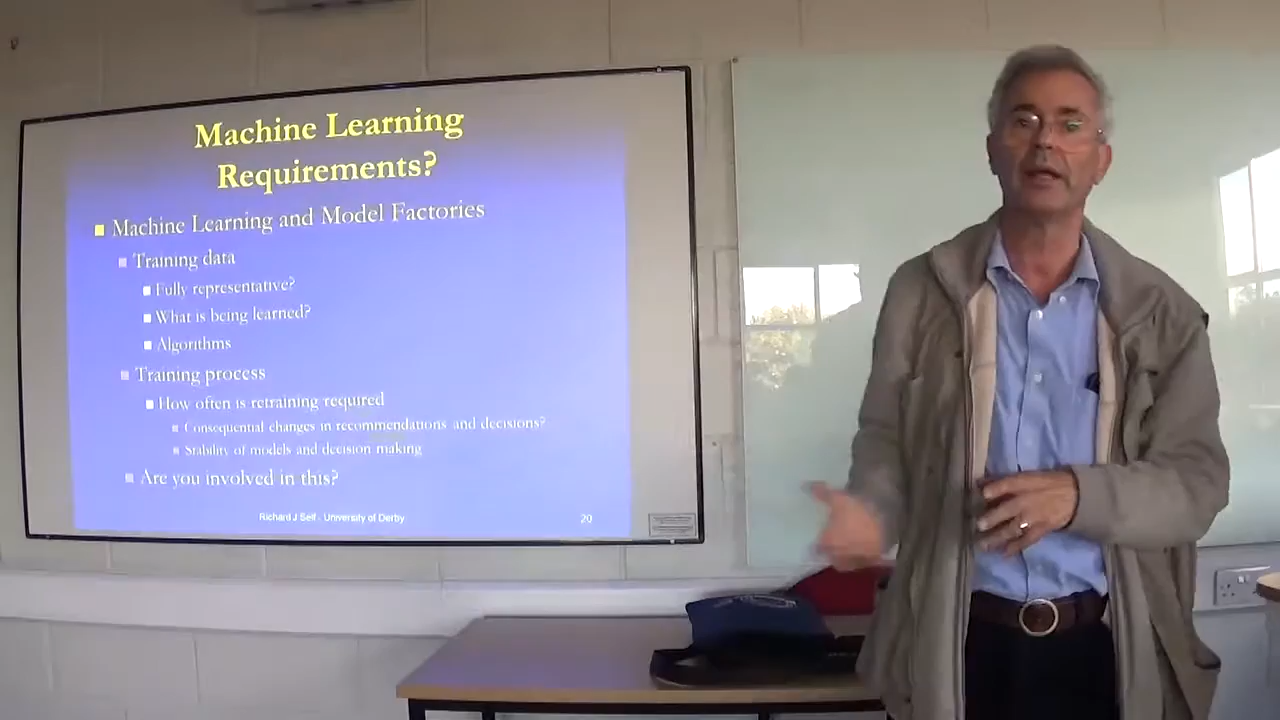 Machine Learning
Requirements?
Machine Learning and Model Factories
Training data
Fully representative?
What is being learned?
Algorithms
Training process
How often is retraining required
Consequential changes in recommendations and decisions?
Stability of models and decision making
Are you involved in this?
Richard J Self - University of Derby
20